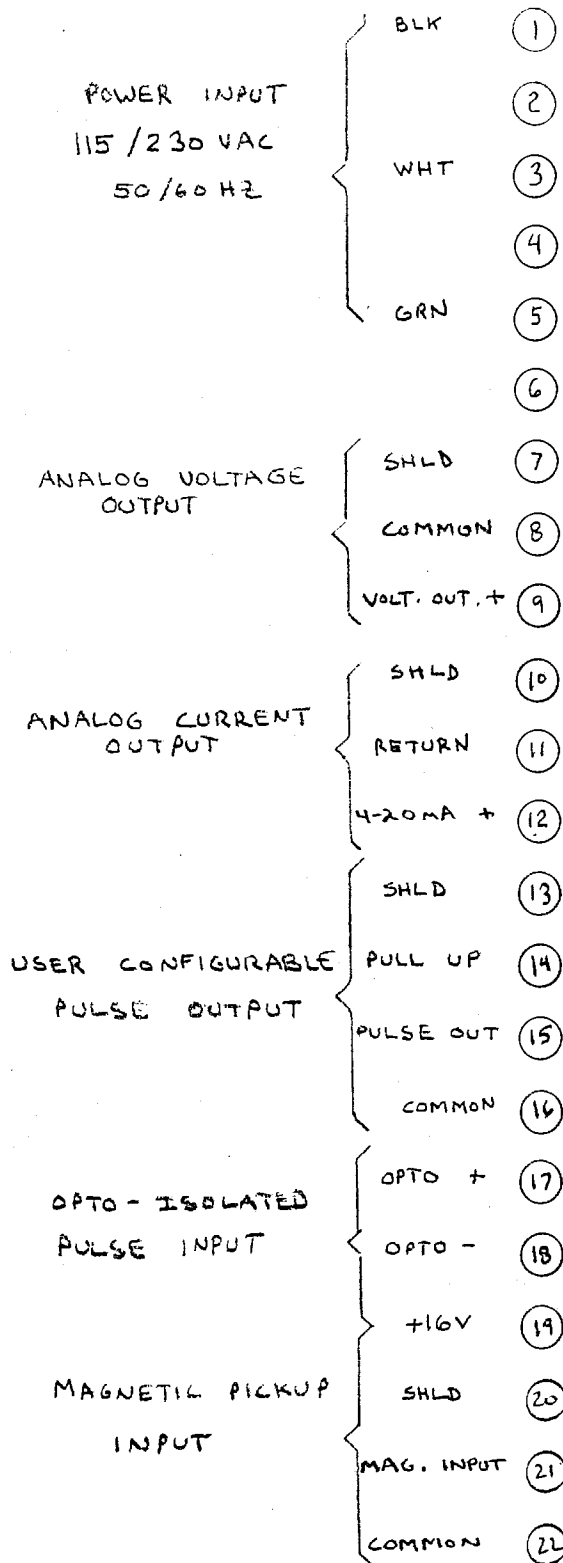 BLK 1
POWER INPUT 2
115/230 VAC
WHT 3
50/60 HZ
4
GRN 5
6
SHLD 7
ANALOG VOLTAGE
OUTPUT
COMMON 8
VOLT. OUT. + 9
SHLD 10
ANALOG CURRENT
OUTPUT
RETURN 11
4-20MA + 12
SHLD 13
USER CONFIGURABLE PULL UP 14
PULSE OUTPUT
PULSE OUT 15
COMMON 16
OPTO + 17
OPTO-ISOLATED
PULSE INPUT
OPTO - 18
+16V 19
MAGNETIC PICKUP
SHLD 20
INPUT
MAG. INPUT 21
COMMON 22